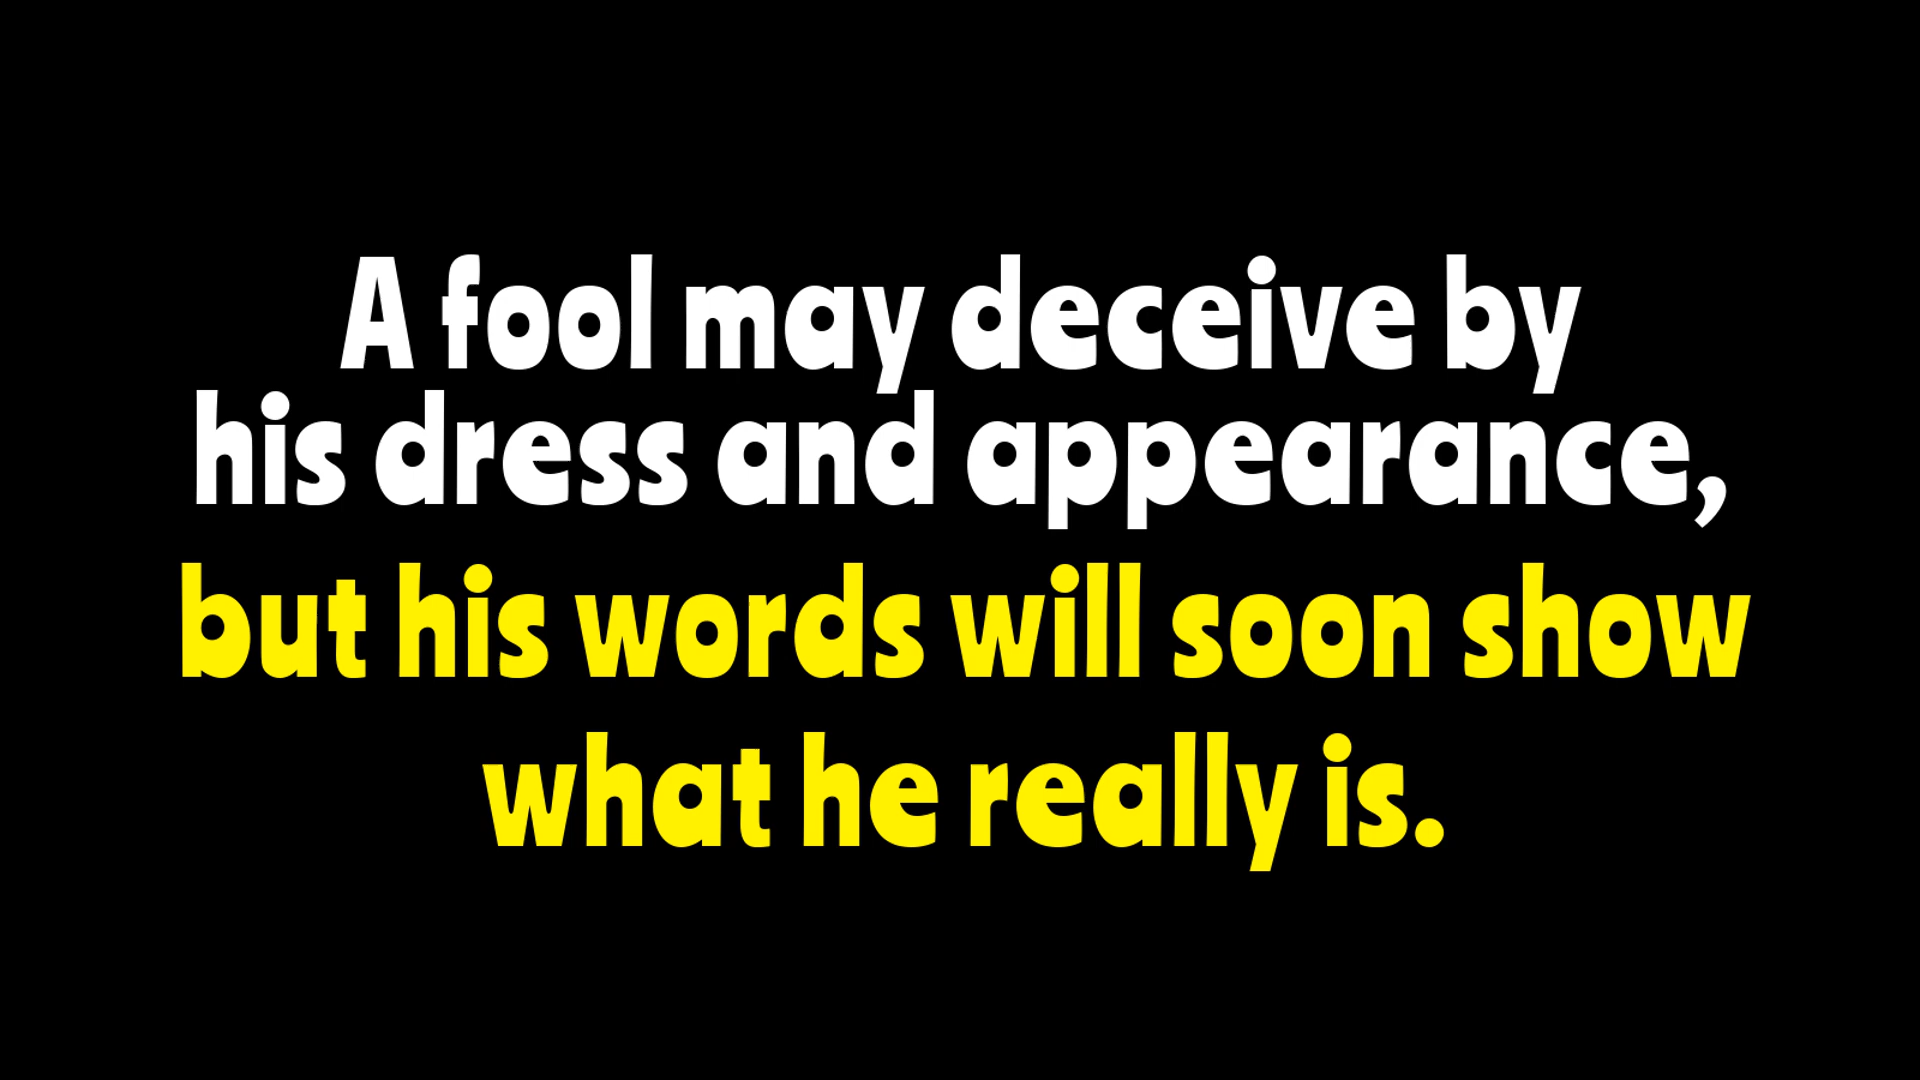 A fool may deceive by
his dress and appearance,
but his words will soon show
what he really is.